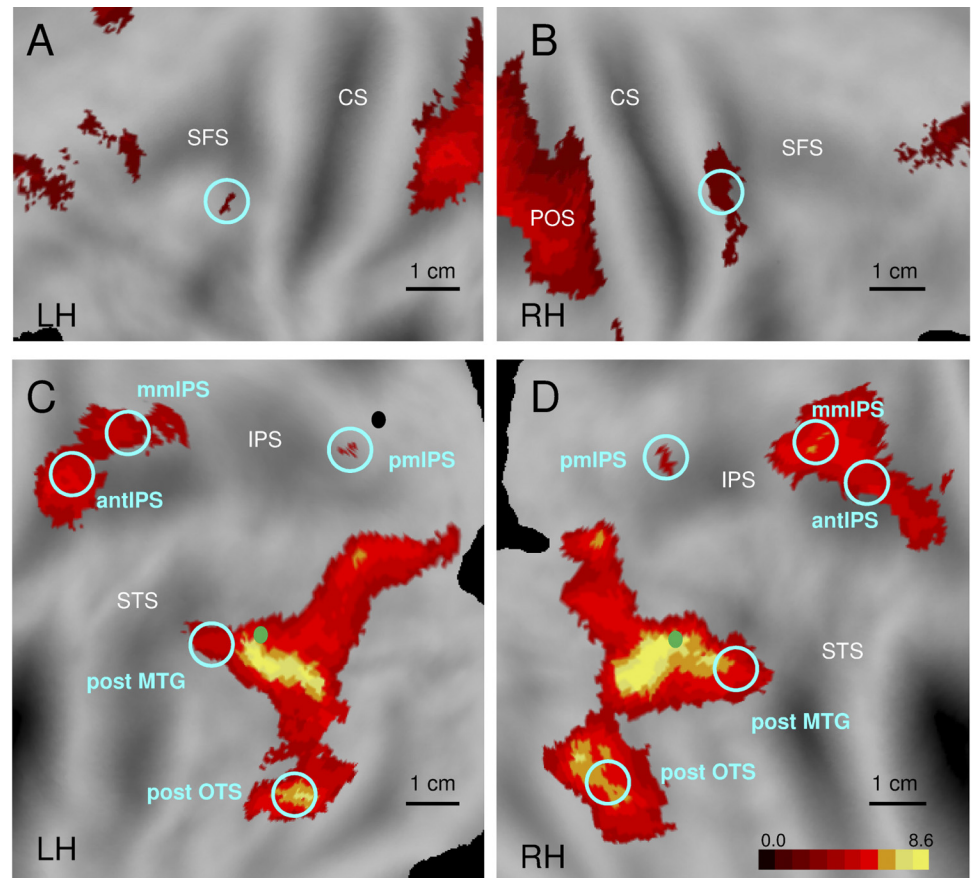 A
CS
SFS
1 cm
LH
B
CS
SFS
POS
1 cm
RH
C
mmIPS
IPS
pmIPS
antIPS
STS
post MTG
post OTS
1 cm
LH
D
mmIPS
pmIPS
IPS
antIPS
STS
post MTG
post OTS
1 cm
0.0 8.6
RH